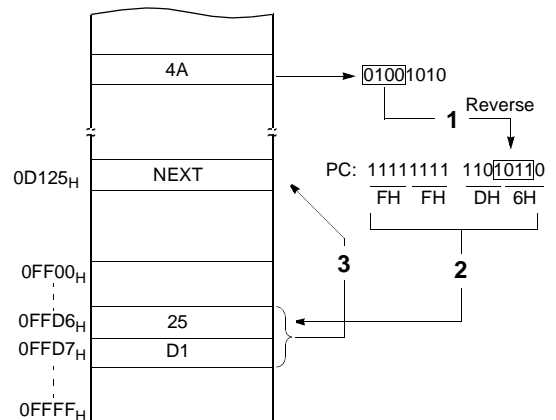 4A
01001010
1 Reverse
0D125H NEXT PC: 11111111 11010110
FH FH DH 6H
3 2
0FF00H
0FFD6H 25
0FFD7H D1
0FFFFH